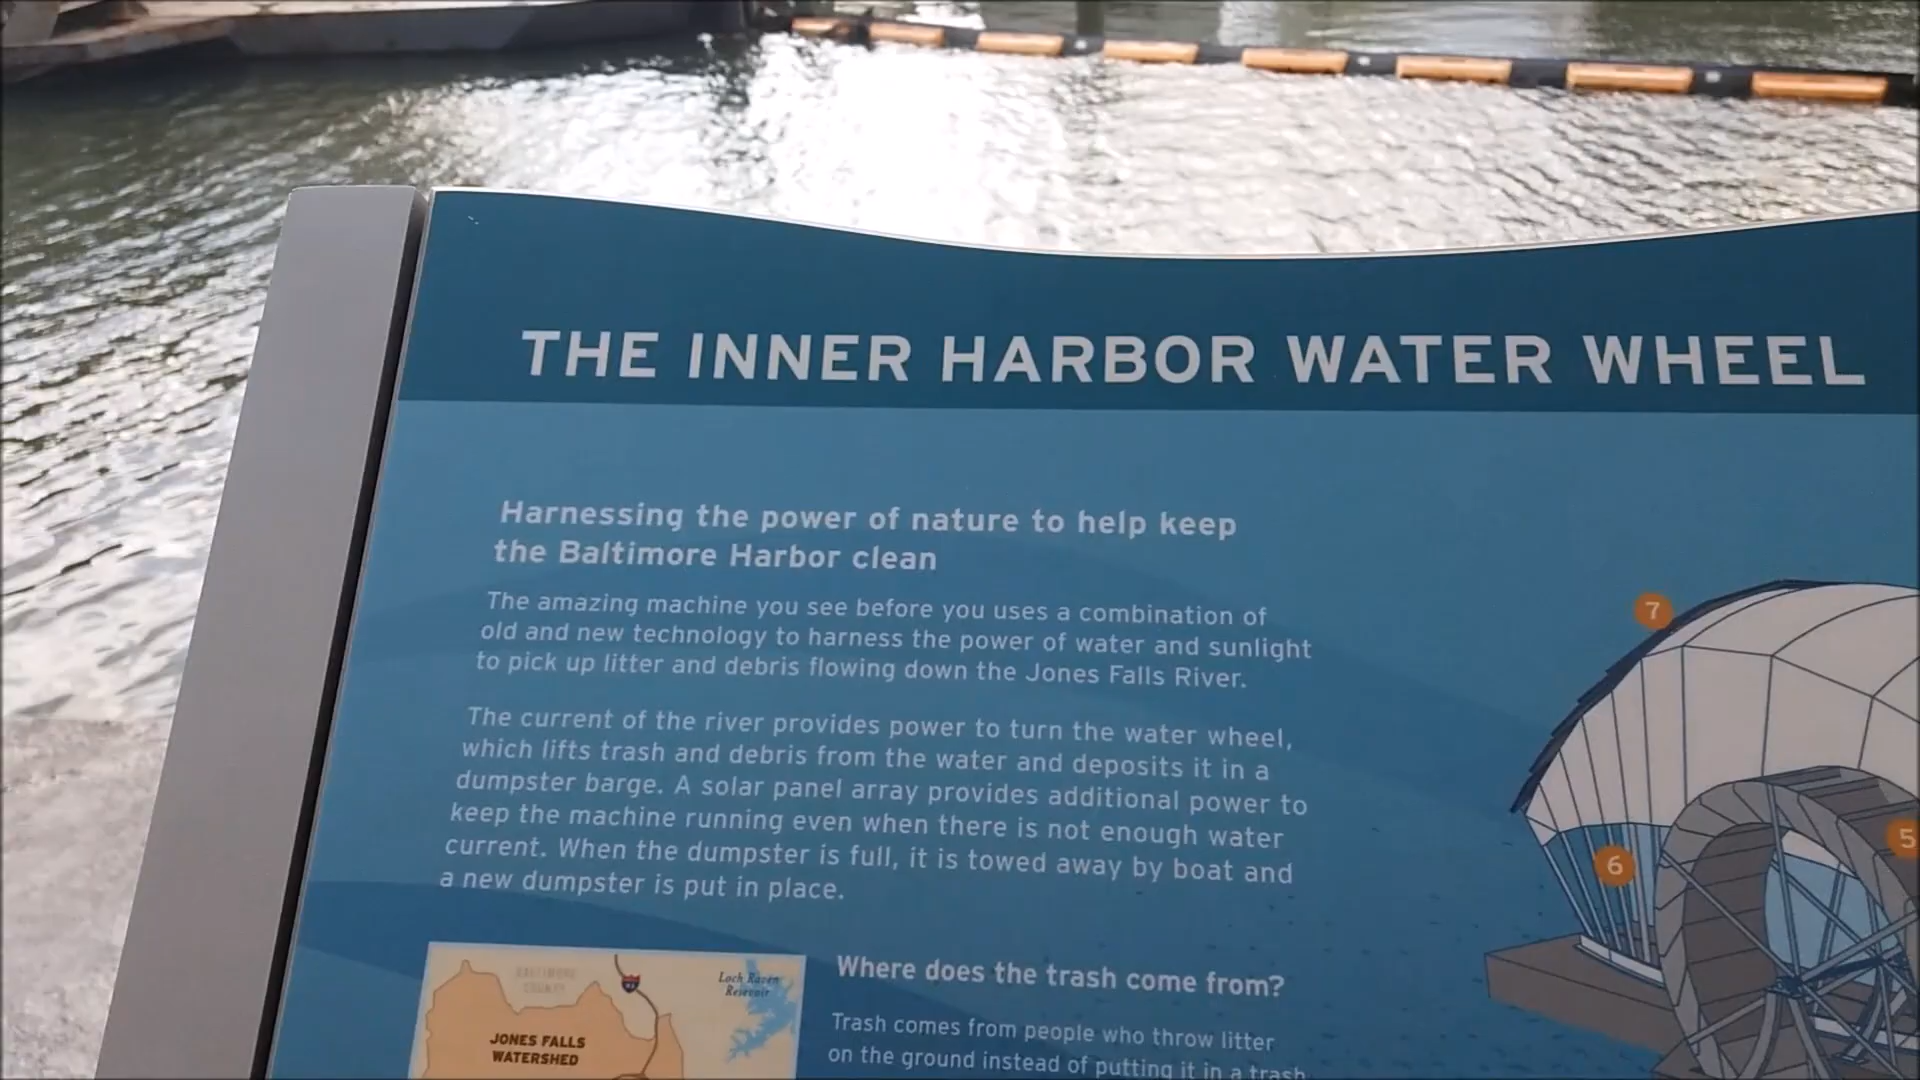 THE INNER HARBOR WATER WHEEL
Harnessing the power of nature to help keep
the Baltimore Harbor clean
The amazing machine you see before you uses a combination of
old and new technology to harness the power of water and sunlight
to pick up litter and debris flowing down the Jones Falls River.
The current of the river provides power to turn the water wheel,
which lifts trash and debris from the water and deposits it in a
dumpster barge. A solar panel array provides additional power to
keep the machine running even when there is not enough water
current. When the dumpster is full, it is towed away by boat and
a new dumpster is put in place.
7
5
6
BALTIMORE
COUNTY
Loch Raven
Resevoir
JONES FALLS
WATERSHED
Where does the trash come from?
Trash comes from people who throw litter
on the ground instead of putting it in a trash